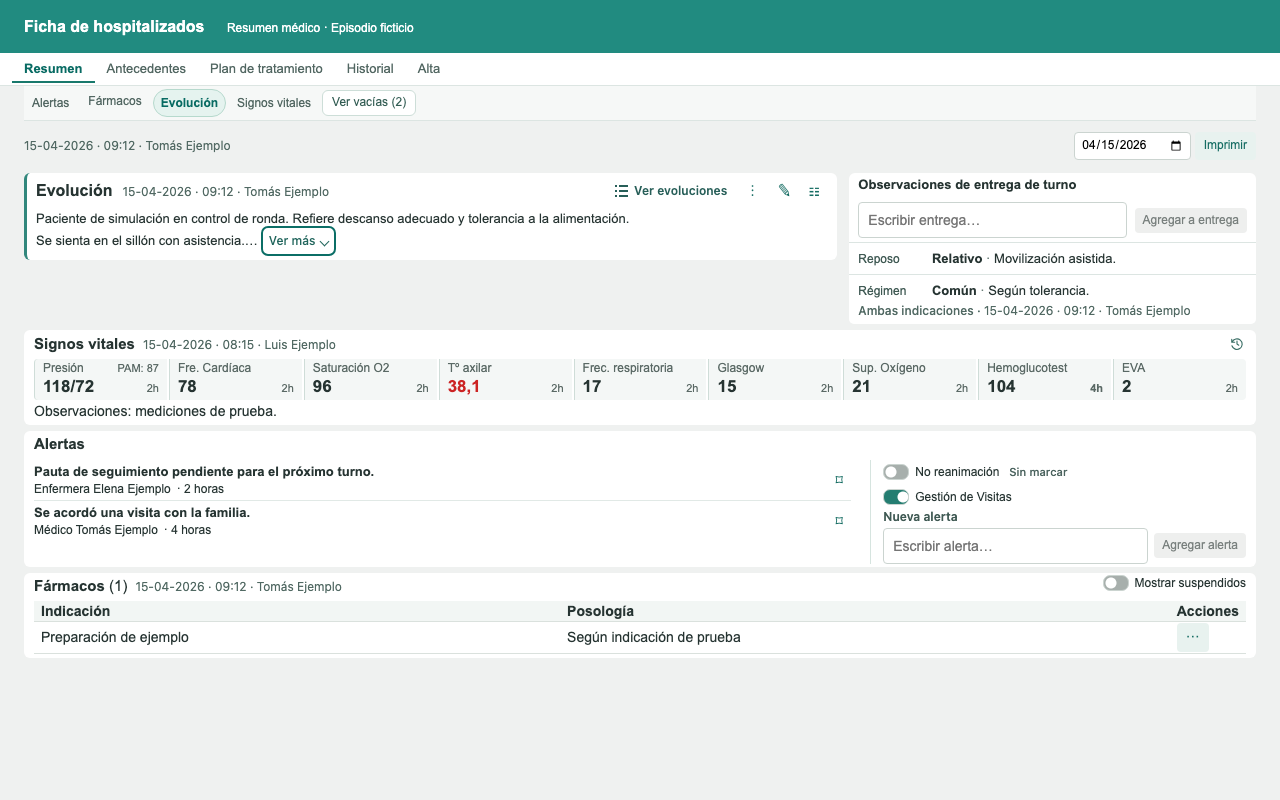 Ficha de hospitalizados Resumen médico · Episodio ficticio
Resumen Antecedentes Plan de tratamiento Historial Alta
Alertas Fármacos Evolución Signos vitales Ver vacías (2)
15-04-2026 · 09:12 · Tomás Ejemplo
04/15/2026 Imprimir
Evolución 15-04-2026 · 09:12 · Tomás Ejemplo
Ver evoluciones
Paciente de simulación en control de ronda. Refiere descanso adecuado y tolerancia a la alimentación.
Se sienta en el sillón con asistencia.… Ver más
Observaciones de entrega de turno
Escribir entrega… Agregar a entrega
Reposo Relativo · Movilización asistida.
Régimen Común · Según tolerancia.
Ambas indicaciones · 15-04-2026 · 09:12 · Tomás Ejemplo
Signos vitales 15-04-2026 · 08:15 · Luis Ejemplo
Presión PAM: 87
118/72 2h
Fre. Cardíaca
78 2h
Saturación O2
96 2h
Tº axilar
38,1 2h
Frec. respiratoria
17 2h
Glasgow
15 2h
Sup. Oxígeno
21 2h
Hemoglucotest
104 4h
EVA
2 2h
Observaciones: mediciones de prueba.
Alertas
Pauta de seguimiento pendiente para el próximo turno.
Enfermera Elena Ejemplo · 2 horas
Se acordó una visita con la familia.
Médico Tomás Ejemplo · 4 horas
No reanimación Sin marcar
Gestión de Visitas
Nueva alerta
Escribir alerta… Agregar alerta
Fármacos (1) 15-04-2026 · 09:12 · Tomás Ejemplo
Mostrar suspendidos
Indicación Posología Acciones
Preparación de ejemplo Según indicación de prueba ···